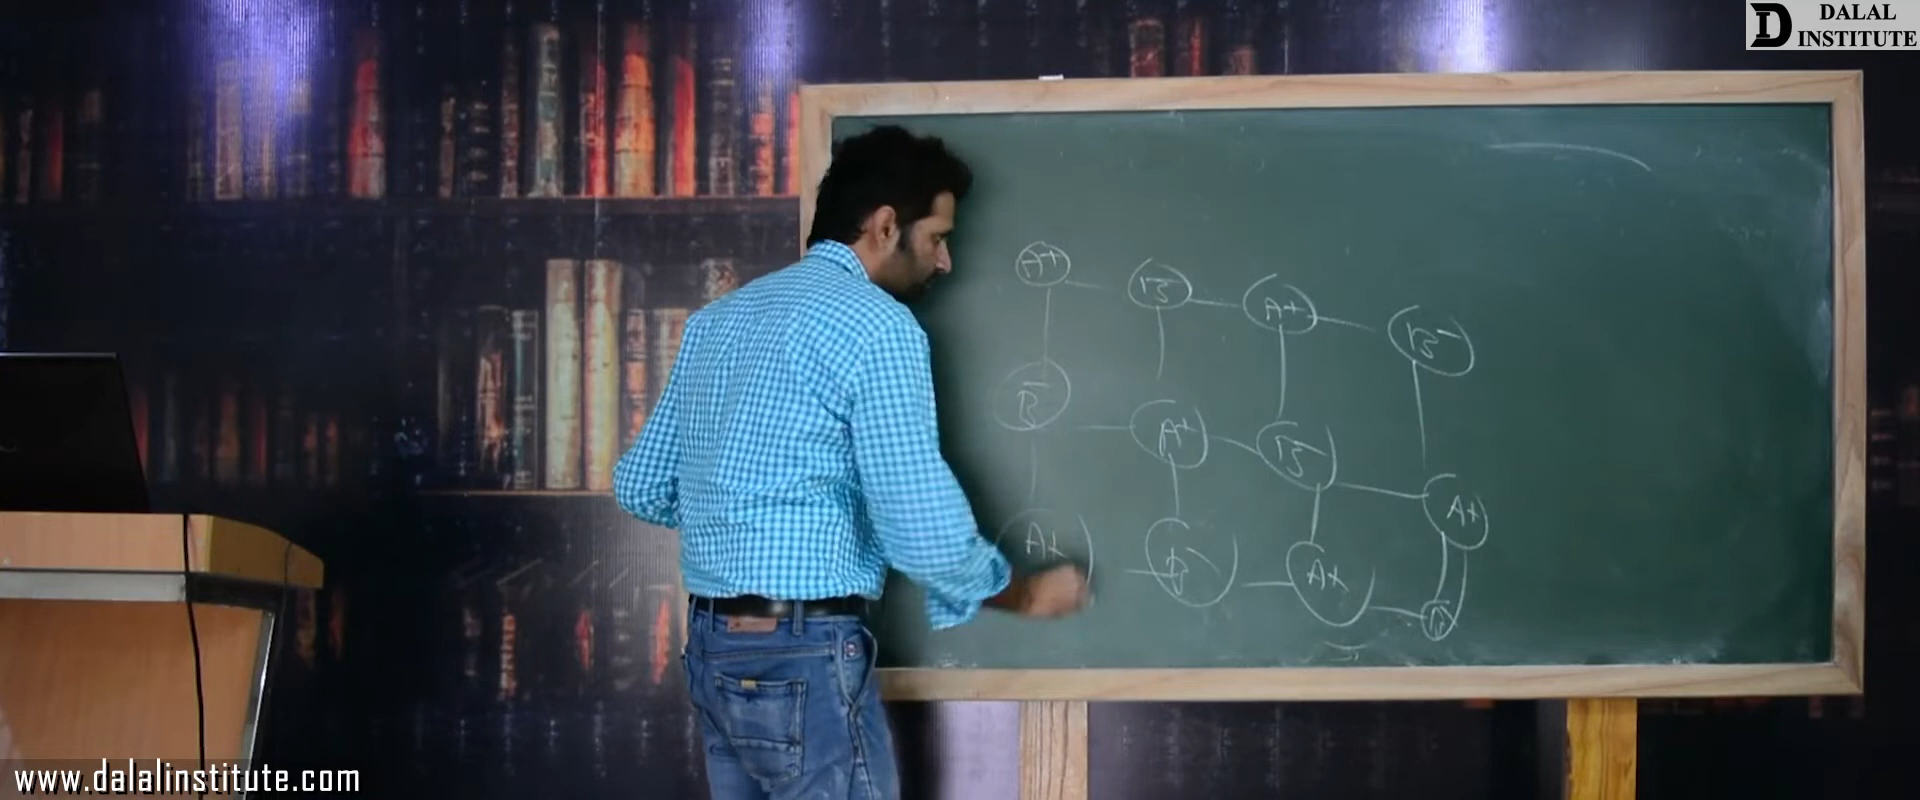 DALAL
INSTITUTE
A+ B A+ B-
B- A+ B A+
A+ B A+ B
www.dalalinstitute.com